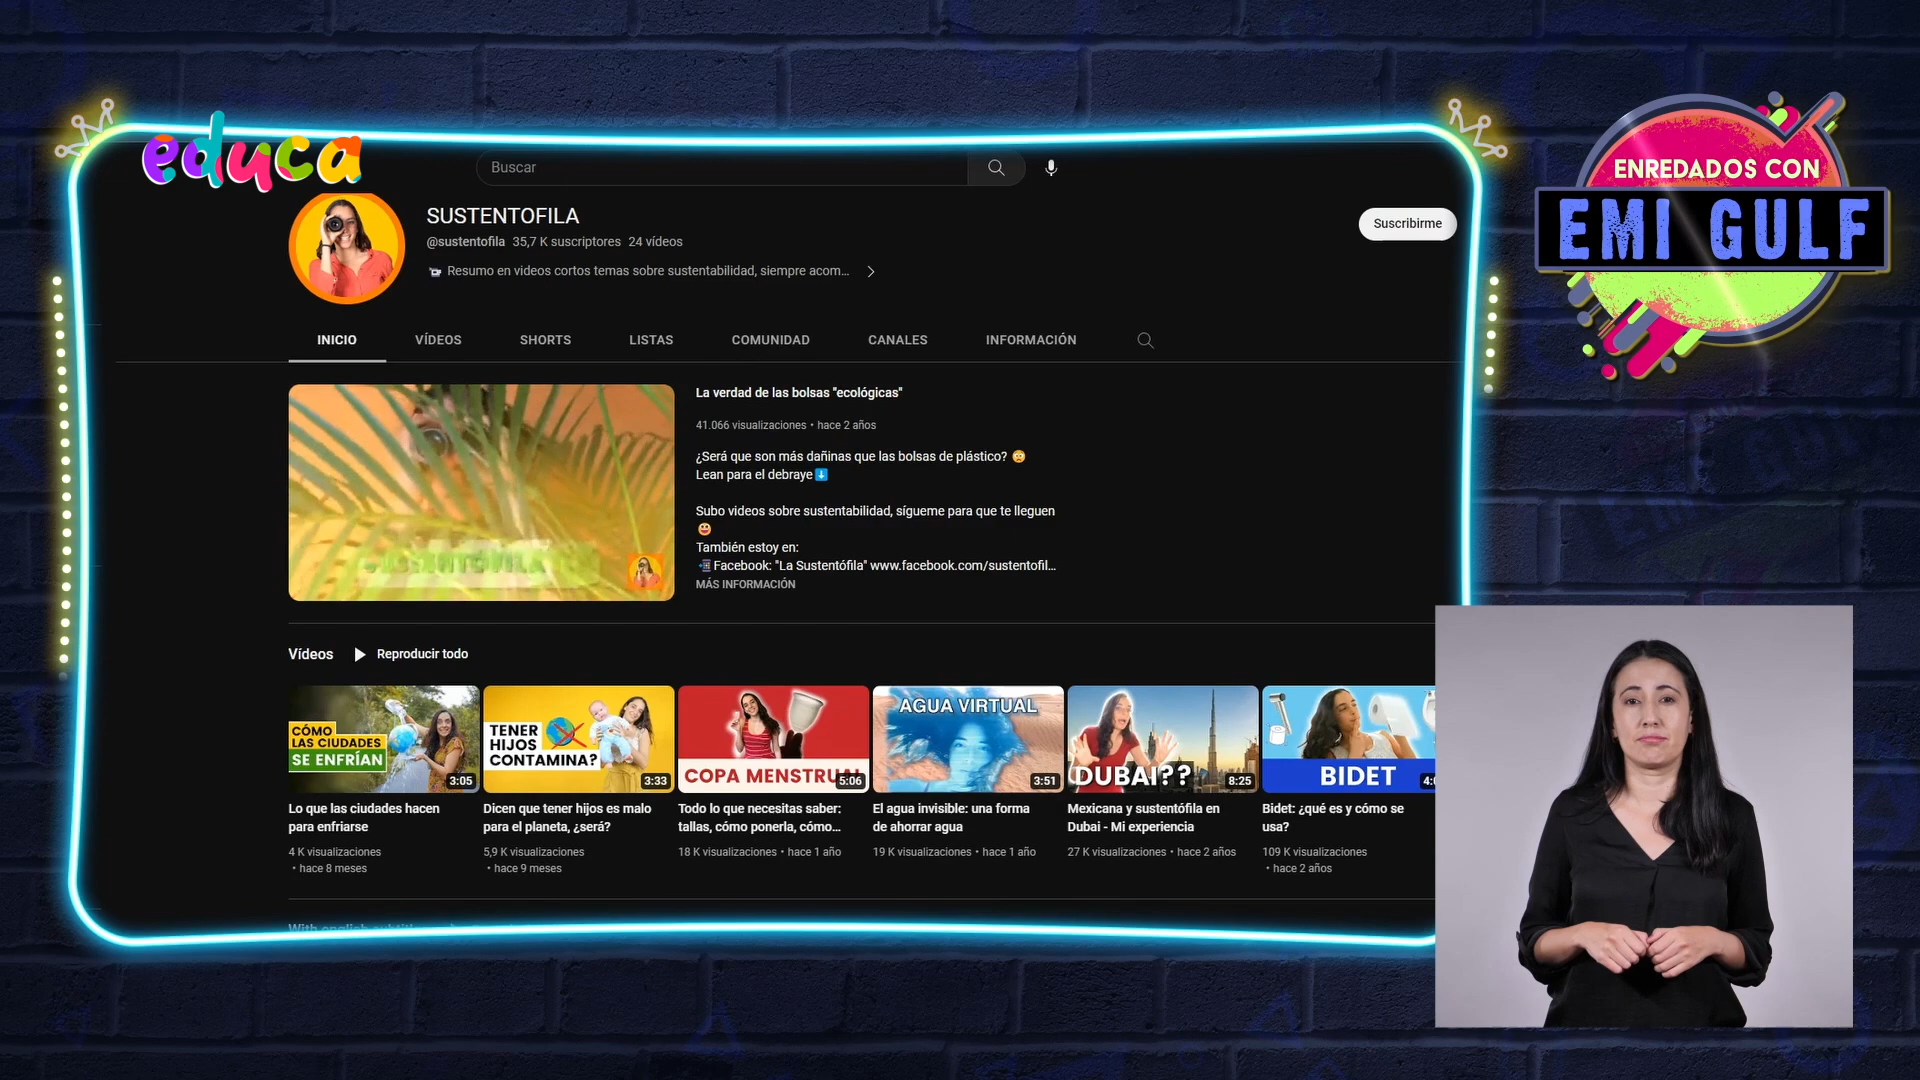 educa
ENREDADOS CON
EMI GULF
Buscar
SUSTENTOFILA
@sustentofila 35,7 K suscriptores 24 vídeos
Resumo en videos cortos temas sobre sustentabilidad, siempre acom...
Suscribirme
INICIO VÍDEOS SHORTS LISTAS COMUNIDAD CANALES INFORMACIÓN
La verdad de las bolsas "ecológicas"
41.066 visualizaciones • hace 2 años
¿Será que son más dañinas que las bolsas de plástico? 😳
Lean para el debraye⬇️
Subo videos sobre sustentabilidad, sígueme para que te lleguen
😃
También estoy en:
📲Facebook: "La Sustentófila" www.facebook.com/sustentofil...
MÁS INFORMACIÓN
SUSTENTOFILA
Vídeos Reproducir todo
CÓMO
LAS CIUDADES
SE ENFRÍAN
3:05
Lo que las ciudades hacen
para enfriarse
4 K visualizaciones
• hace 8 meses
TENER
HIJOS
CONTAMINA?
3:33
Dicen que tener hijos es malo
para el planeta, ¿será?
5,9 K visualizaciones
• hace 9 meses
COPA MENSTRUAL
5:06
Todo lo que necesitas saber:
tallas, cómo ponerla, cómo...
18 K visualizaciones • hace 1 año
AGUA VIRTUAL
3:51
El agua invisible: una forma
de ahorrar agua
19 K visualizaciones • hace 1 año
DUBAI??
8:25
Mexicana y sustentófila en
Dubai - Mi experiencia
27 K visualizaciones • hace 2 años
BIDET
Bidet: ¿qué es y cómo se
usa?
109 K visualizaciones
• hace 2 años